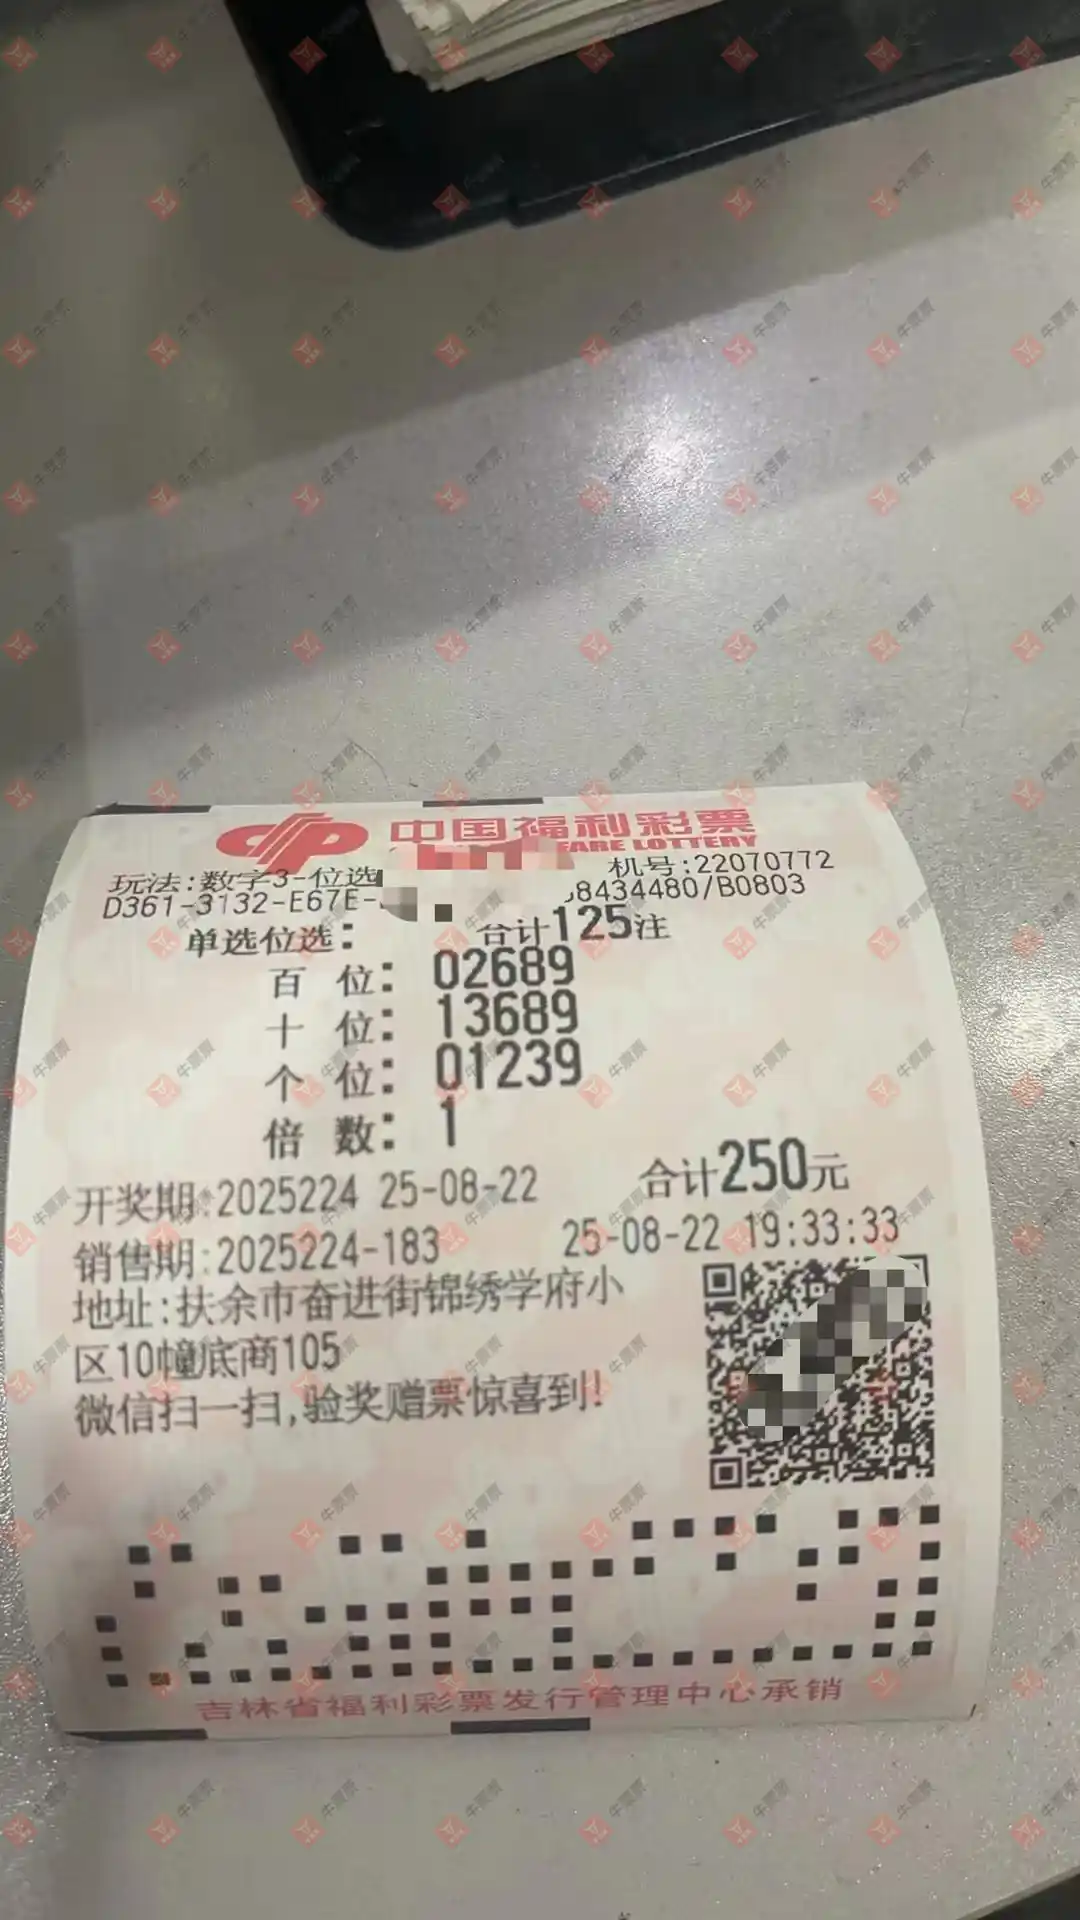 中国福利彩票
FARE LOTTERY
玩法:数字3-位选
机号:22070772
D361-3132-E67E-
8434480/B0803
单选位选: 合计125注
百 位: 02689
十 位: 13689
个 位: 01239
倍 数: 1
合计250元
开奖期:2025224 25-08-22
销售期:2025224-183 25-08-22 19:33:33
地址:扶余市奋进街锦绣学府小
区10幢底商105
微信扫一扫,验奖赠票惊喜到!
吉林省福利彩票发行管理中心承销
牛票票